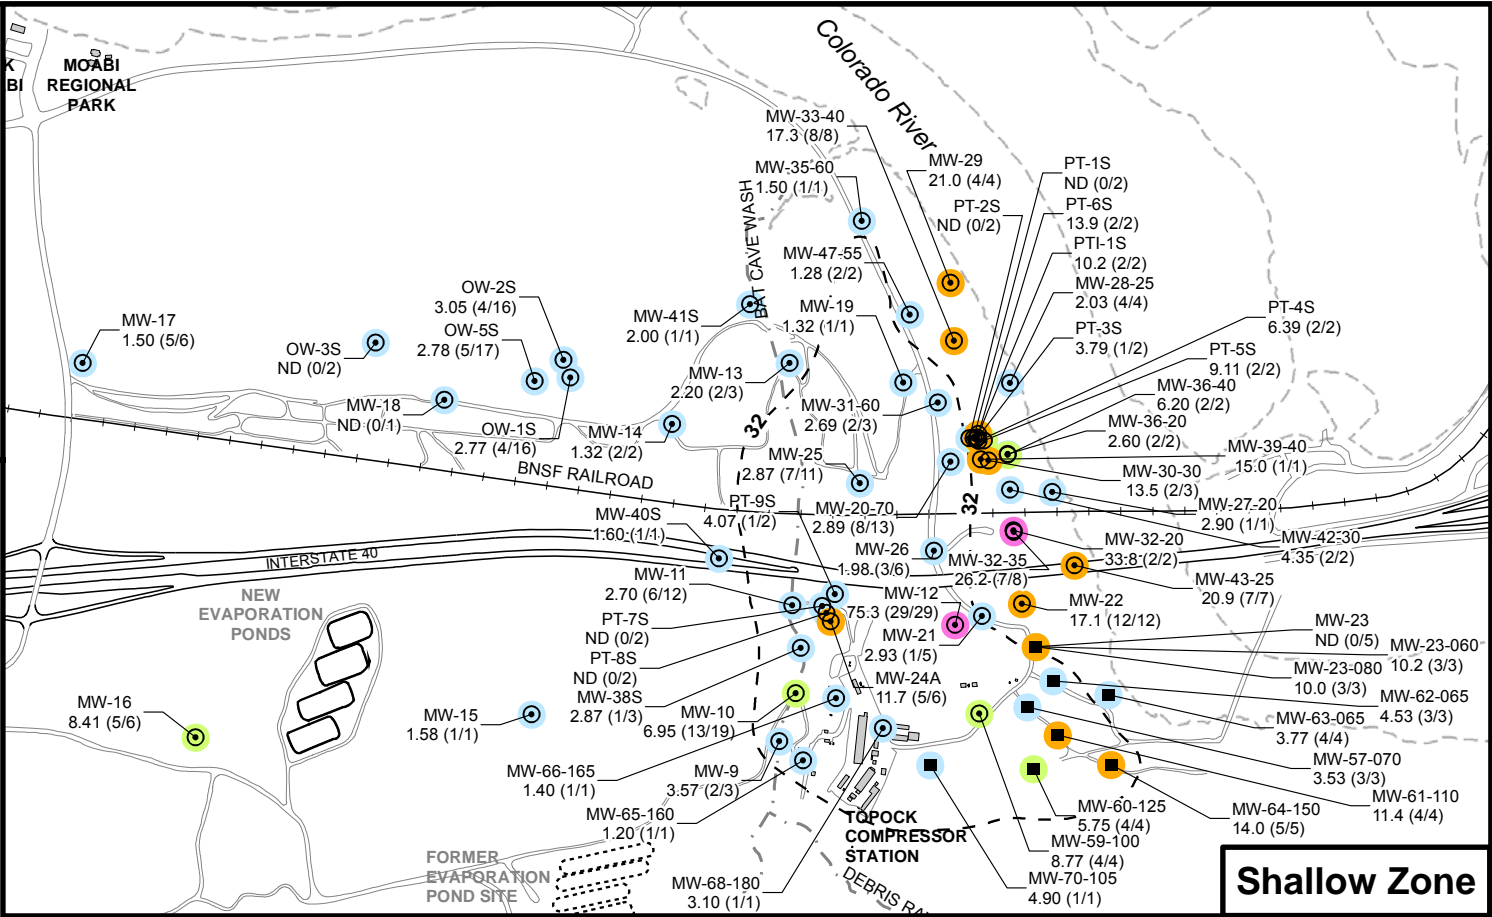 K
BI
MOABI
REGIONAL
PARK
Colorado River
MW-33-40
17.3 (8/8)
MW-35-60
1.50 (1/1)
MW-29
21.0 (4/4)
PT-2S
ND (0/2)
PT-1S
ND (0/2)
PT-6S
13.9 (2/2)
PTI-1S
10.2 (2/2)
MW-28-25
2.03 (4/4)
PT-3S
3.79 (1/2)
PT-4S
6.39 (2/2)
PT-5S
9.11 (2/2)
MW-36-40
6.20 (2/2)
MW-36-20
2.60 (2/2)
MW-39-40
15.0 (1/1)
MW-30-30
13.5 (2/3)
MW-27-20
2.90 (1/1)
MW-42-30
4.35 (2/2)
BAT CAVE WASH
MW-47-55
1.28 (2/2)
MW-19
1.32 (1/1)
MW-41S
2.00 (1/1)
MW-13
2.20 (2/3)
MW-31-60
2.69 (2/3)
OW-2S
3.05 (4/16)
OW-5S
2.78 (5/17)
MW-17
1.50 (5/6)
OW-3S
ND (0/2)
MW-18
ND (0/1)
OW-1S
2.77 (4/16)
MW-14
1.32 (2/2)
32
32
MW-25
2.87 (7/11)
BNSF RAILROAD
PT-9S
4.07 (1/2)
MW-20-70
2.89 (8/13)
MW-40S
1.60 (1/1)
INTERSTATE 40
MW-26
1.98 (3/6)
MW-32-35
26.2 (7/8)
MW-32-20
33.8 (2/2)
MW-43-25
20.9 (7/7)
MW-11
2.70 (6/12)
MW-12
75.3 (29/29)
MW-22
17.1 (12/12)
NEW
EVAPORATION
PONDS
PT-7S
ND (0/2)
MW-21
2.93 (1/5)
MW-23
ND (0/5)
MW-23-060
10.2 (3/3)
PT-8S
ND (0/2)
MW-23-080
10.0 (3/3)
MW-38S
2.87 (1/3)
MW-24A
11.7 (5/6)
MW-62-065
4.53 (3/3)
MW-16
8.41 (5/6)
MW-15
1.58 (1/1)
MW-10
6.95 (13/19)
MW-63-065
3.77 (4/4)
MW-66-165
1.40 (1/1)
MW-9
3.57 (2/3)
MW-57-070
3.53 (3/3)
MW-61-110
11.4 (4/4)
MW-65-160
1.20 (1/1)
TOPOCK
COMPRESSOR
STATION
MW-60-125
5.75 (4/4)
MW-64-150
14.0 (5/5)
MW-59-100
8.77 (4/4)
FORMER
EVAPORATION
POND SITE
MW-68-180
3.10 (1/1)
DEBRIS RA
MW-70-105
4.90 (1/1)
Shallow Zone